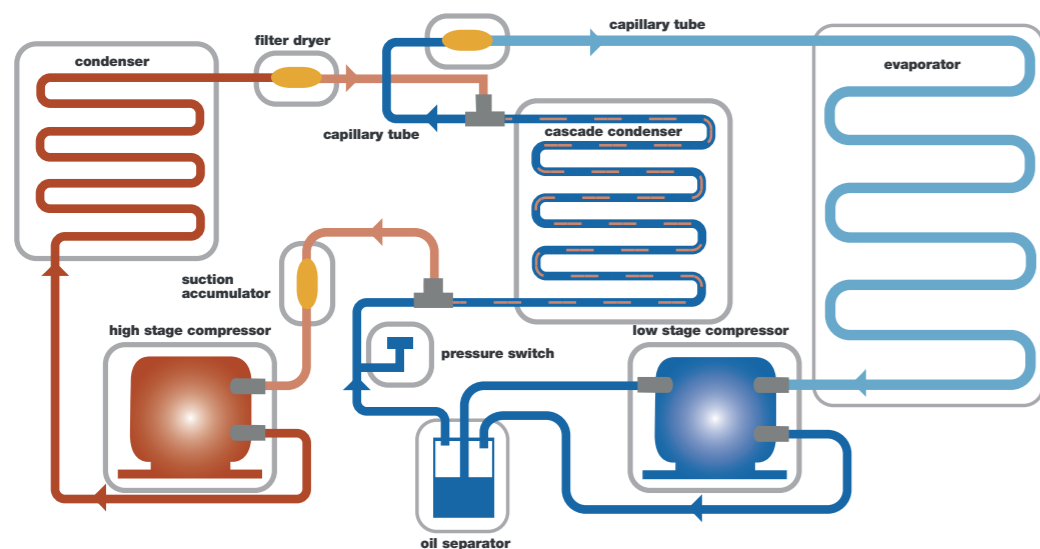 capillary tube
filter dryer
condenser
evaporator
capillary tube
cascade condenser
suction
accumulator
high stage compressor
low stage compressor
pressure switch
oil separator